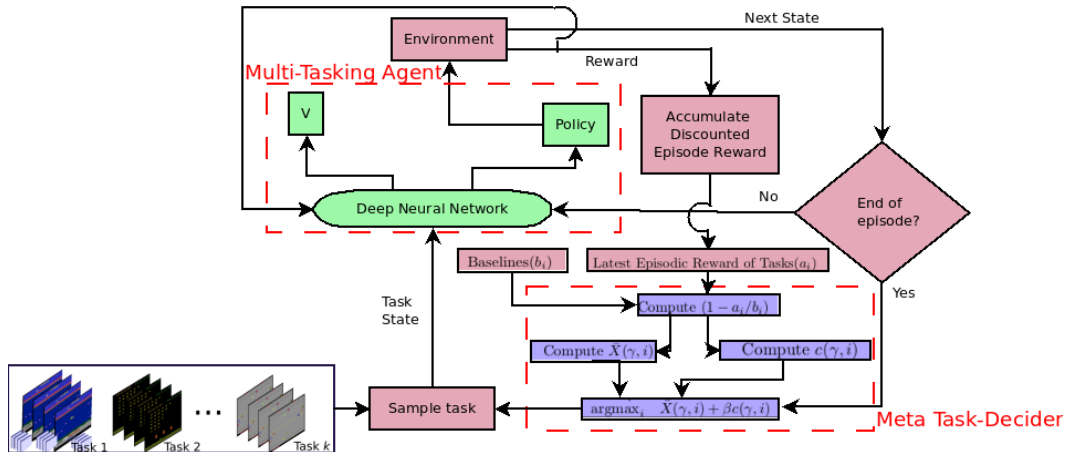 Next State
Environment
Reward
Multi-Tasking Agent
V
Policy
Accumulate
Discounted
Episode Reward
Deep Neural Network
No
End of
episode?
Baselines(b_i)
Latest Episodic Reward of Tasks(a_i)
Yes
Task
State
Compute (1 − a_i/b_i)
Compute X̄(γ, i)
Compute c(γ, i)
Sample task
argmax_i X̄(γ, i) + βc(γ, i)
Meta Task-Decider
Task 1
Task 2
...
Task k